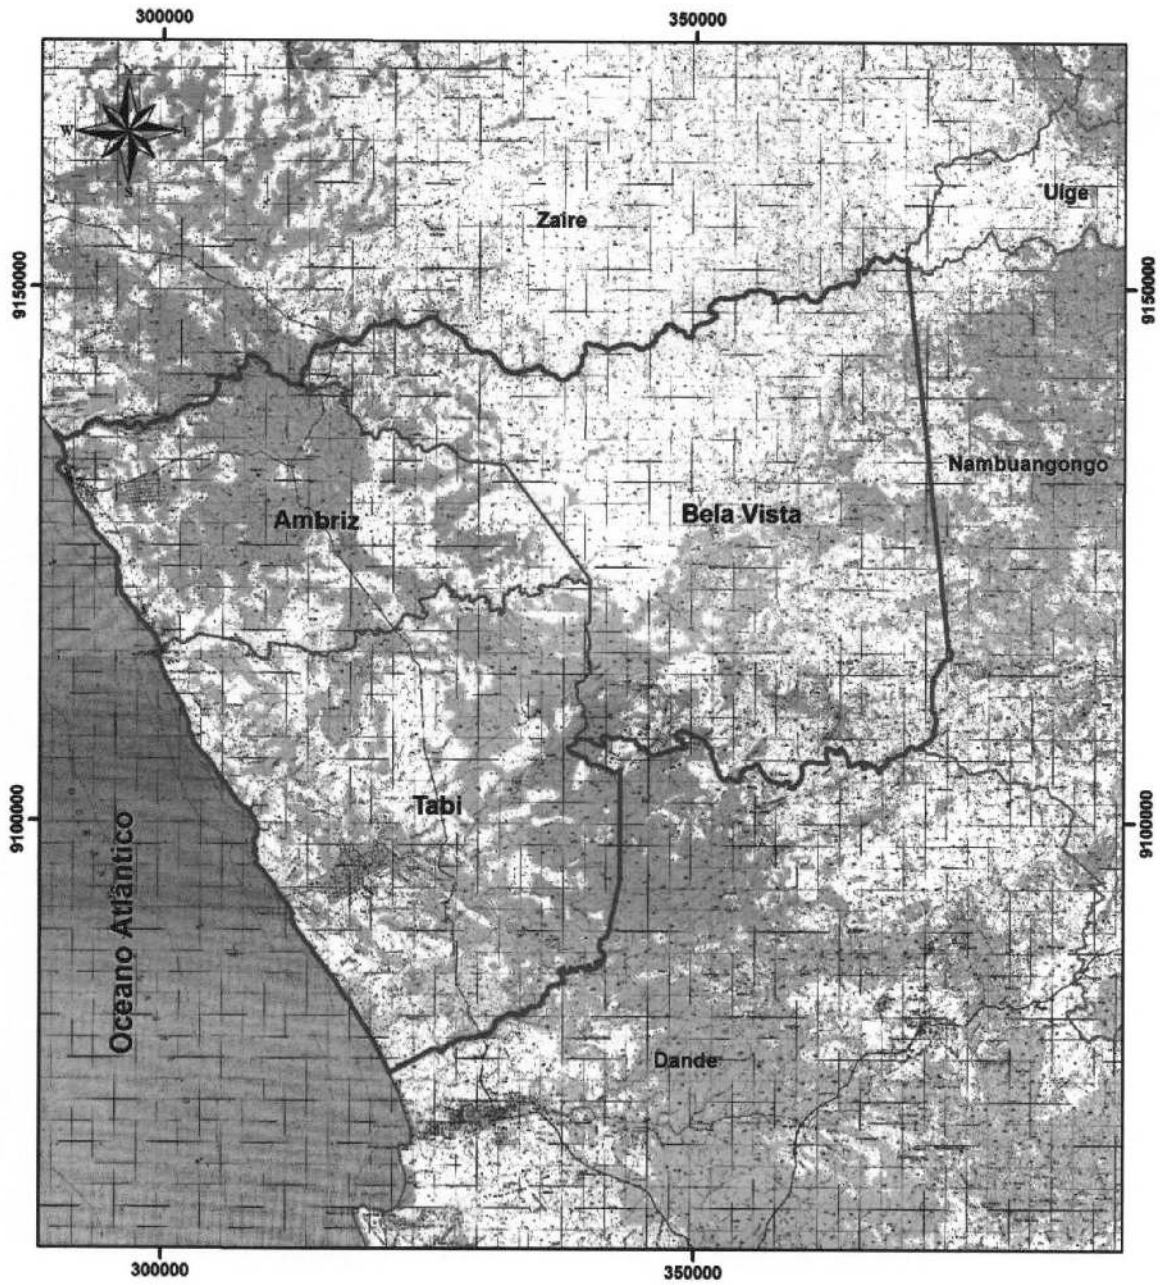 300000 350000
N
W
S
Zaire
Uige
9150000
9150000
Nambuangongo
Ambriz
Bela Vista
Tabi
9100000
9100000
Oceano Atlântico
Dande
300000 350000